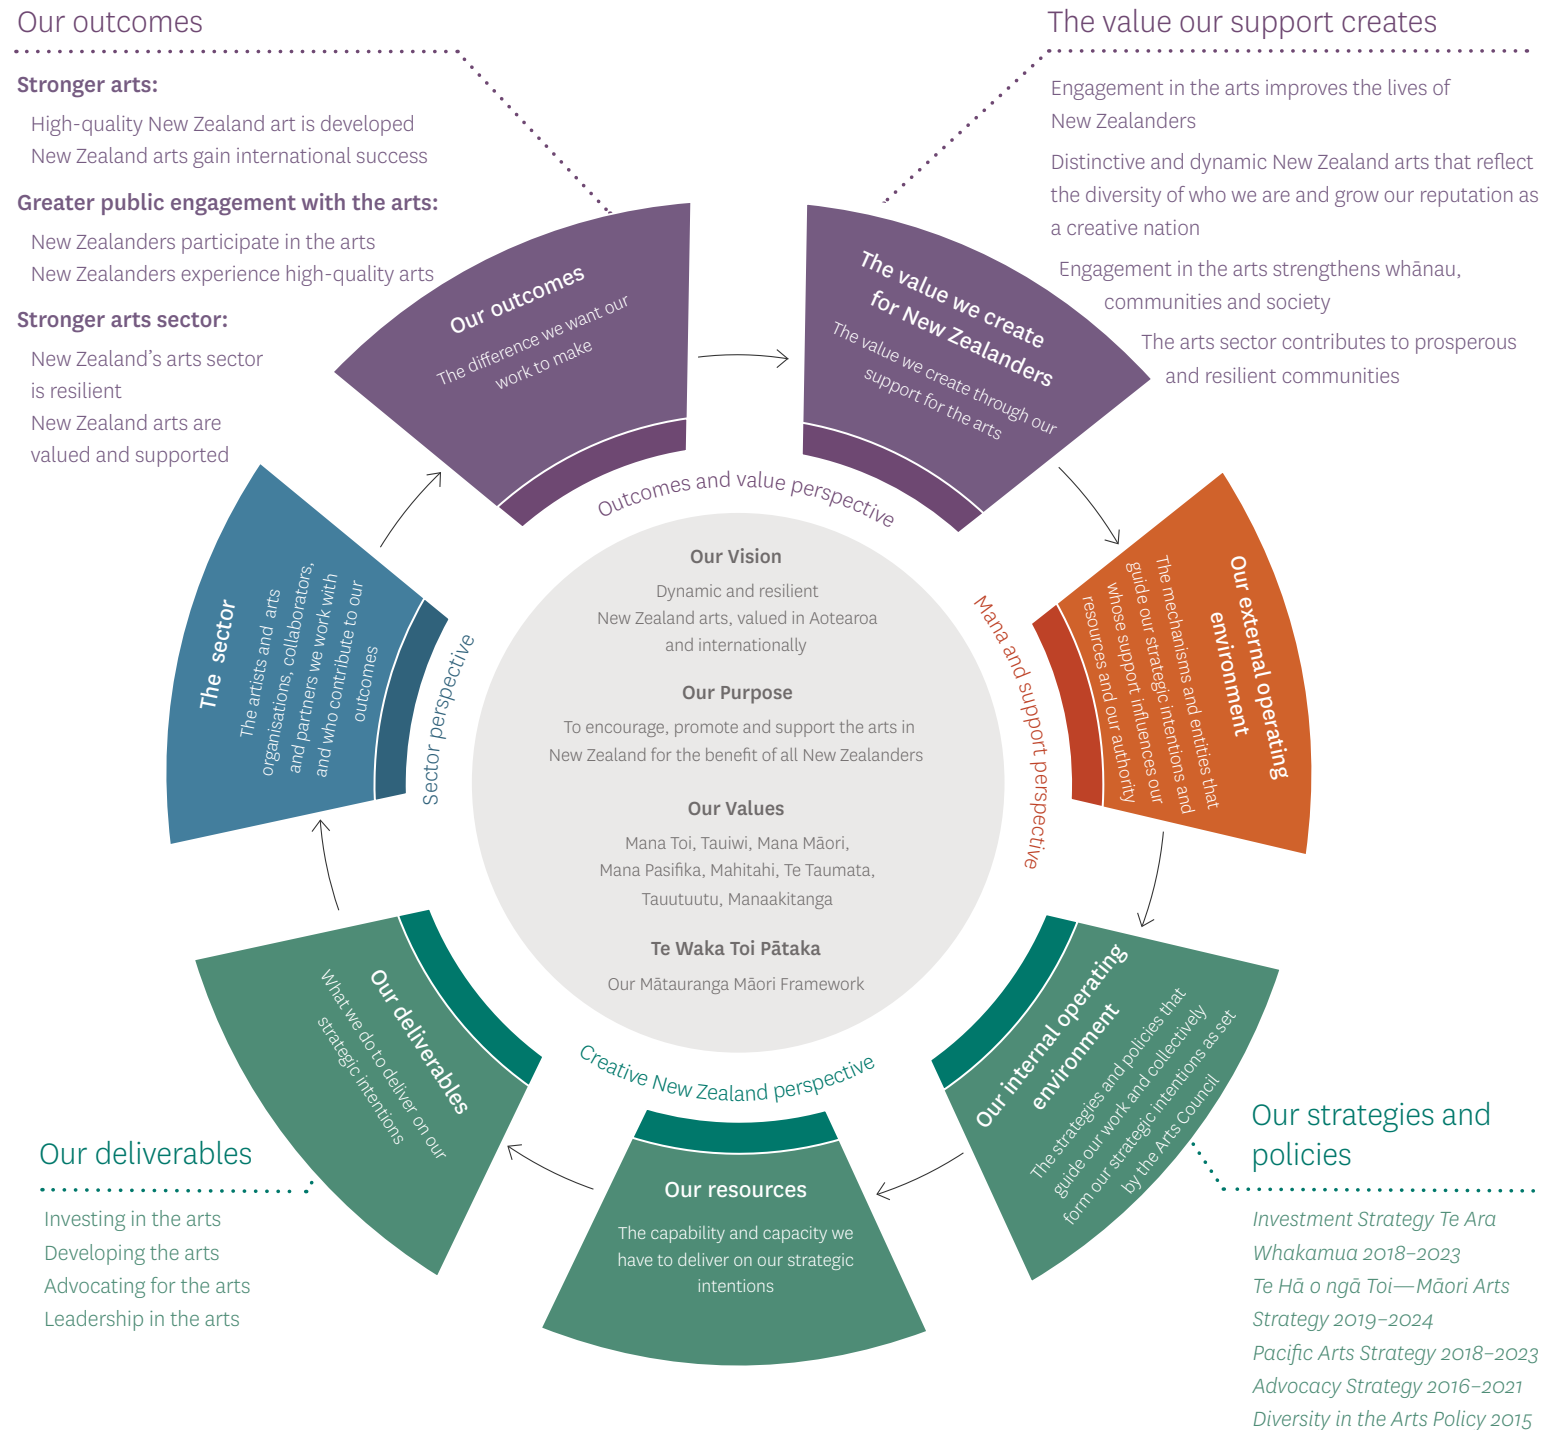 Our outcomes
Stronger arts:
High-quality New Zealand art is developed
New Zealand arts gain international success
Greater public engagement with the arts:
New Zealanders participate in the arts
New Zealanders experience high-quality arts
Stronger arts sector:
New Zealand’s arts sector
is resilient
New Zealand arts are
valued and supported
The value our support creates
Engagement in the arts improves the lives of
New Zealanders
Distinctive and dynamic New Zealand arts that reflect
the diversity of who we are and grow our reputation as
a creative nation
Engagement in the arts strengthens whānau,
communities and society
The arts sector contributes to prosperous
and resilient communities
Our outcomes
The difference we want our
work to make
The value we create
for New Zealanders
The value we create through our
support for the arts
Outcomes and value perspective
Our external operating
environment
The mechanisms and entities that
guide our strategic intentions and
whose support influences our
resources and our authority
Mana and support perspective
The sector
The artists and arts
organisations, collaborators,
and partners we work with
and who contribute to our
outcomes
Sector perspective
Our Vision
Dynamic and resilient
New Zealand arts, valued in Aotearoa
and internationally
Our Purpose
To encourage, promote and support the arts in
New Zealand for the benefit of all New Zealanders
Our Values
Mana Toi, Tauiwi, Mana Māori,
Mana Pasifika, Mahitahi, Te Taumata,
Tauutuutu, Manaakitanga
Te Waka Toi Pātaka
Our Mātauranga Māori Framework
Creative New Zealand perspective
Our internal operating
environment
The strategies and policies that
guide our work and collectively
form our strategic intentions as set
by the Arts Council
Our resources
The capability and capacity we
have to deliver on our strategic
intentions
Our deliverables
What we do to deliver on our
strategic intentions
Our deliverables
Investing in the arts
Developing the arts
Advocating for the arts
Leadership in the arts
Our strategies and
policies
Investment Strategy Te Ara
Whakamua 2018–2023
Te Hā o ngā Toi—Māori Arts
Strategy 2019–2024
Pacific Arts Strategy 2018–2023
Advocacy Strategy 2016–2021
Diversity in the Arts Policy 2015